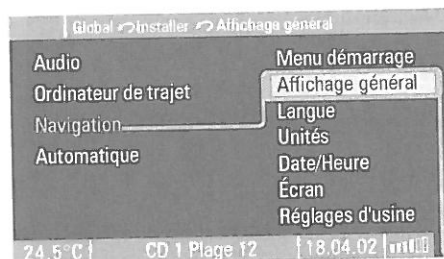 Global Installer Affichage général
Audio
Ordinateur de trajet
Navigation
Automatique
Menu démarrage
Affichage général
Langue
Unités
Date/Heure
Écran
Réglages d'usine
24.5°C CD 1 Plage 12 18.04.02